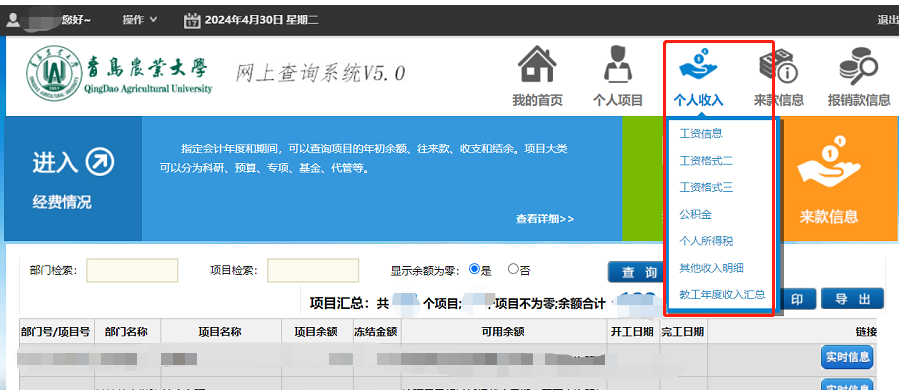 您好~ 操作 17 2024年4月30日 星期二 退出
青島農業大學 网上查询系统V5.0
QingDao Agricultural University
我的首页 个人项目 个人收入 来款信息 报销款信息
工资信息
工资格式二
工资格式三
公积金
个人所得税
其他收入明细
教工年度收入汇总
进入
经费情况
指定会计年度和期间，可以查询项目的年初余额、往来款、收支和结余。项目大类
可以分为科研、预算、专项、基金、代管等。
查看详细>>
来款信息
部门检索: 项目检索: 显示余额为零: 是 否 查 询
印 导 出
项目汇总: 共 个项目; 项目不为零;余额合计
部门号/项目号 部门名称 项目名称 项目余额 冻结金额 可用余额 开工日期 完工日期 链接
实时信息
实时信息